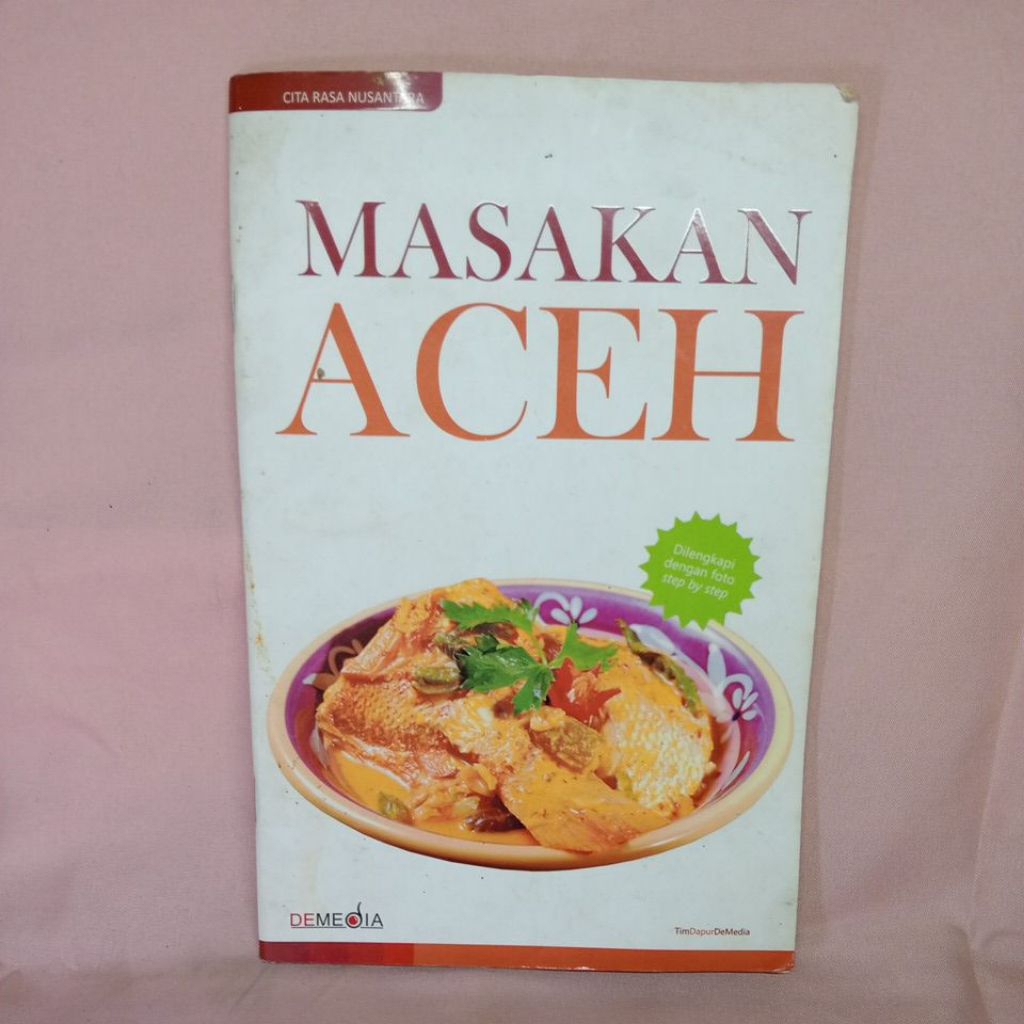 CITA RASA NUSANTARA
MASAKAN
ACEH
Dilengkapi
dengan foto
step by step
DEMEDIA
TimDapurDeMedia